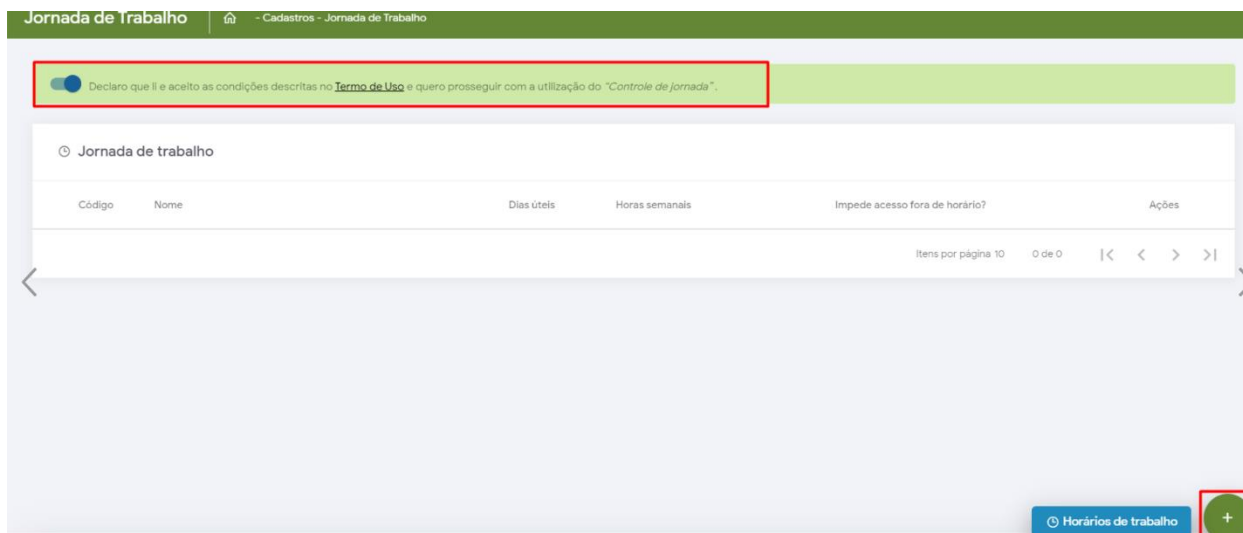 Jornada de Trabalho - Cadastros - Jornada de Trabalho
Declaro que li e aceito as condições descritas no Termo de Uso e quero prosseguir com a utilização do "Controle de jornada".
Jornada de trabalho
Código Nome Dias úteis Horas semanais Impede acesso fora de horário? Ações
Itens por página 10 0 de 0
Horários de trabalho +